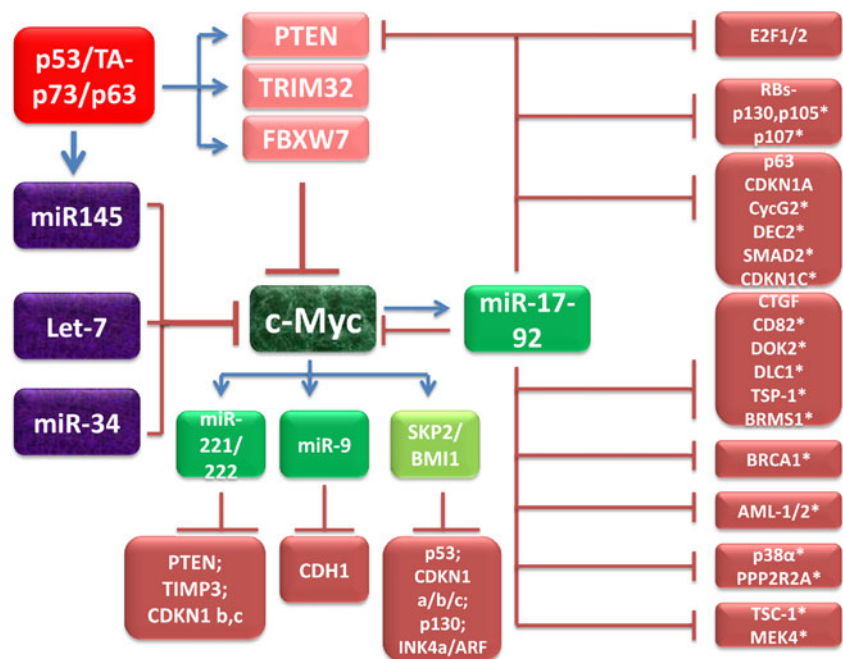 p53/TA-
p73/p63
PTEN
TRIM32
FBXW7
miR145
Let-7
miR-34
c-Myc
miR-17-
92
miR-
221/
222
miR-9
SKP2/
BMI1
PTEN;
TIMP3;
CDKN1 b,c
CDH1
p53;
CDKN1
a/b/c;
p130;
INK4a/ARF
E2F1/2
RBs-
p130,p105*
p107*
p63
CDKN1A
CycG2*
DEC2*
SMAD2*
CDKN1C*
CTGF
CD82*
DOK2*
DLC1*
TSP-1*
BRMS1*
BRCA1*
AML-1/2*
p38α*
PPP2R2A*
TSC-1*
MEK4*